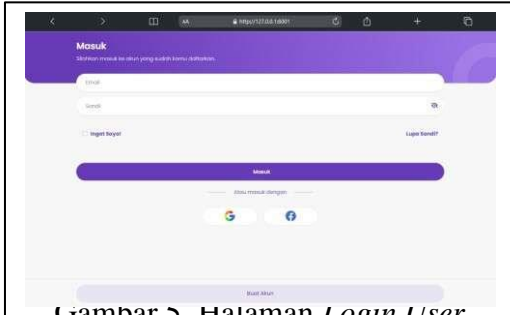 AA http://127.0.0.1:8001
Masuk
Silahkan masuk ke akun yang sudah kamu daftarkan.
Email
Sandi
Ingat Saya! Lupa Sandi?
Masuk
Atau masuk dengan
Buat Akun
Gambar 5. Halaman Login User